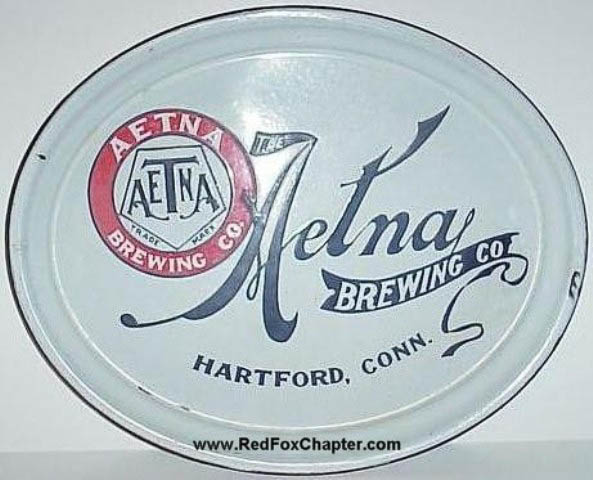 AETNA
AETNA
TRADE MARK
BREWING CO.
THE
Aetna
BREWING CO
HARTFORD, CONN.
www.RedFoxChapter.com